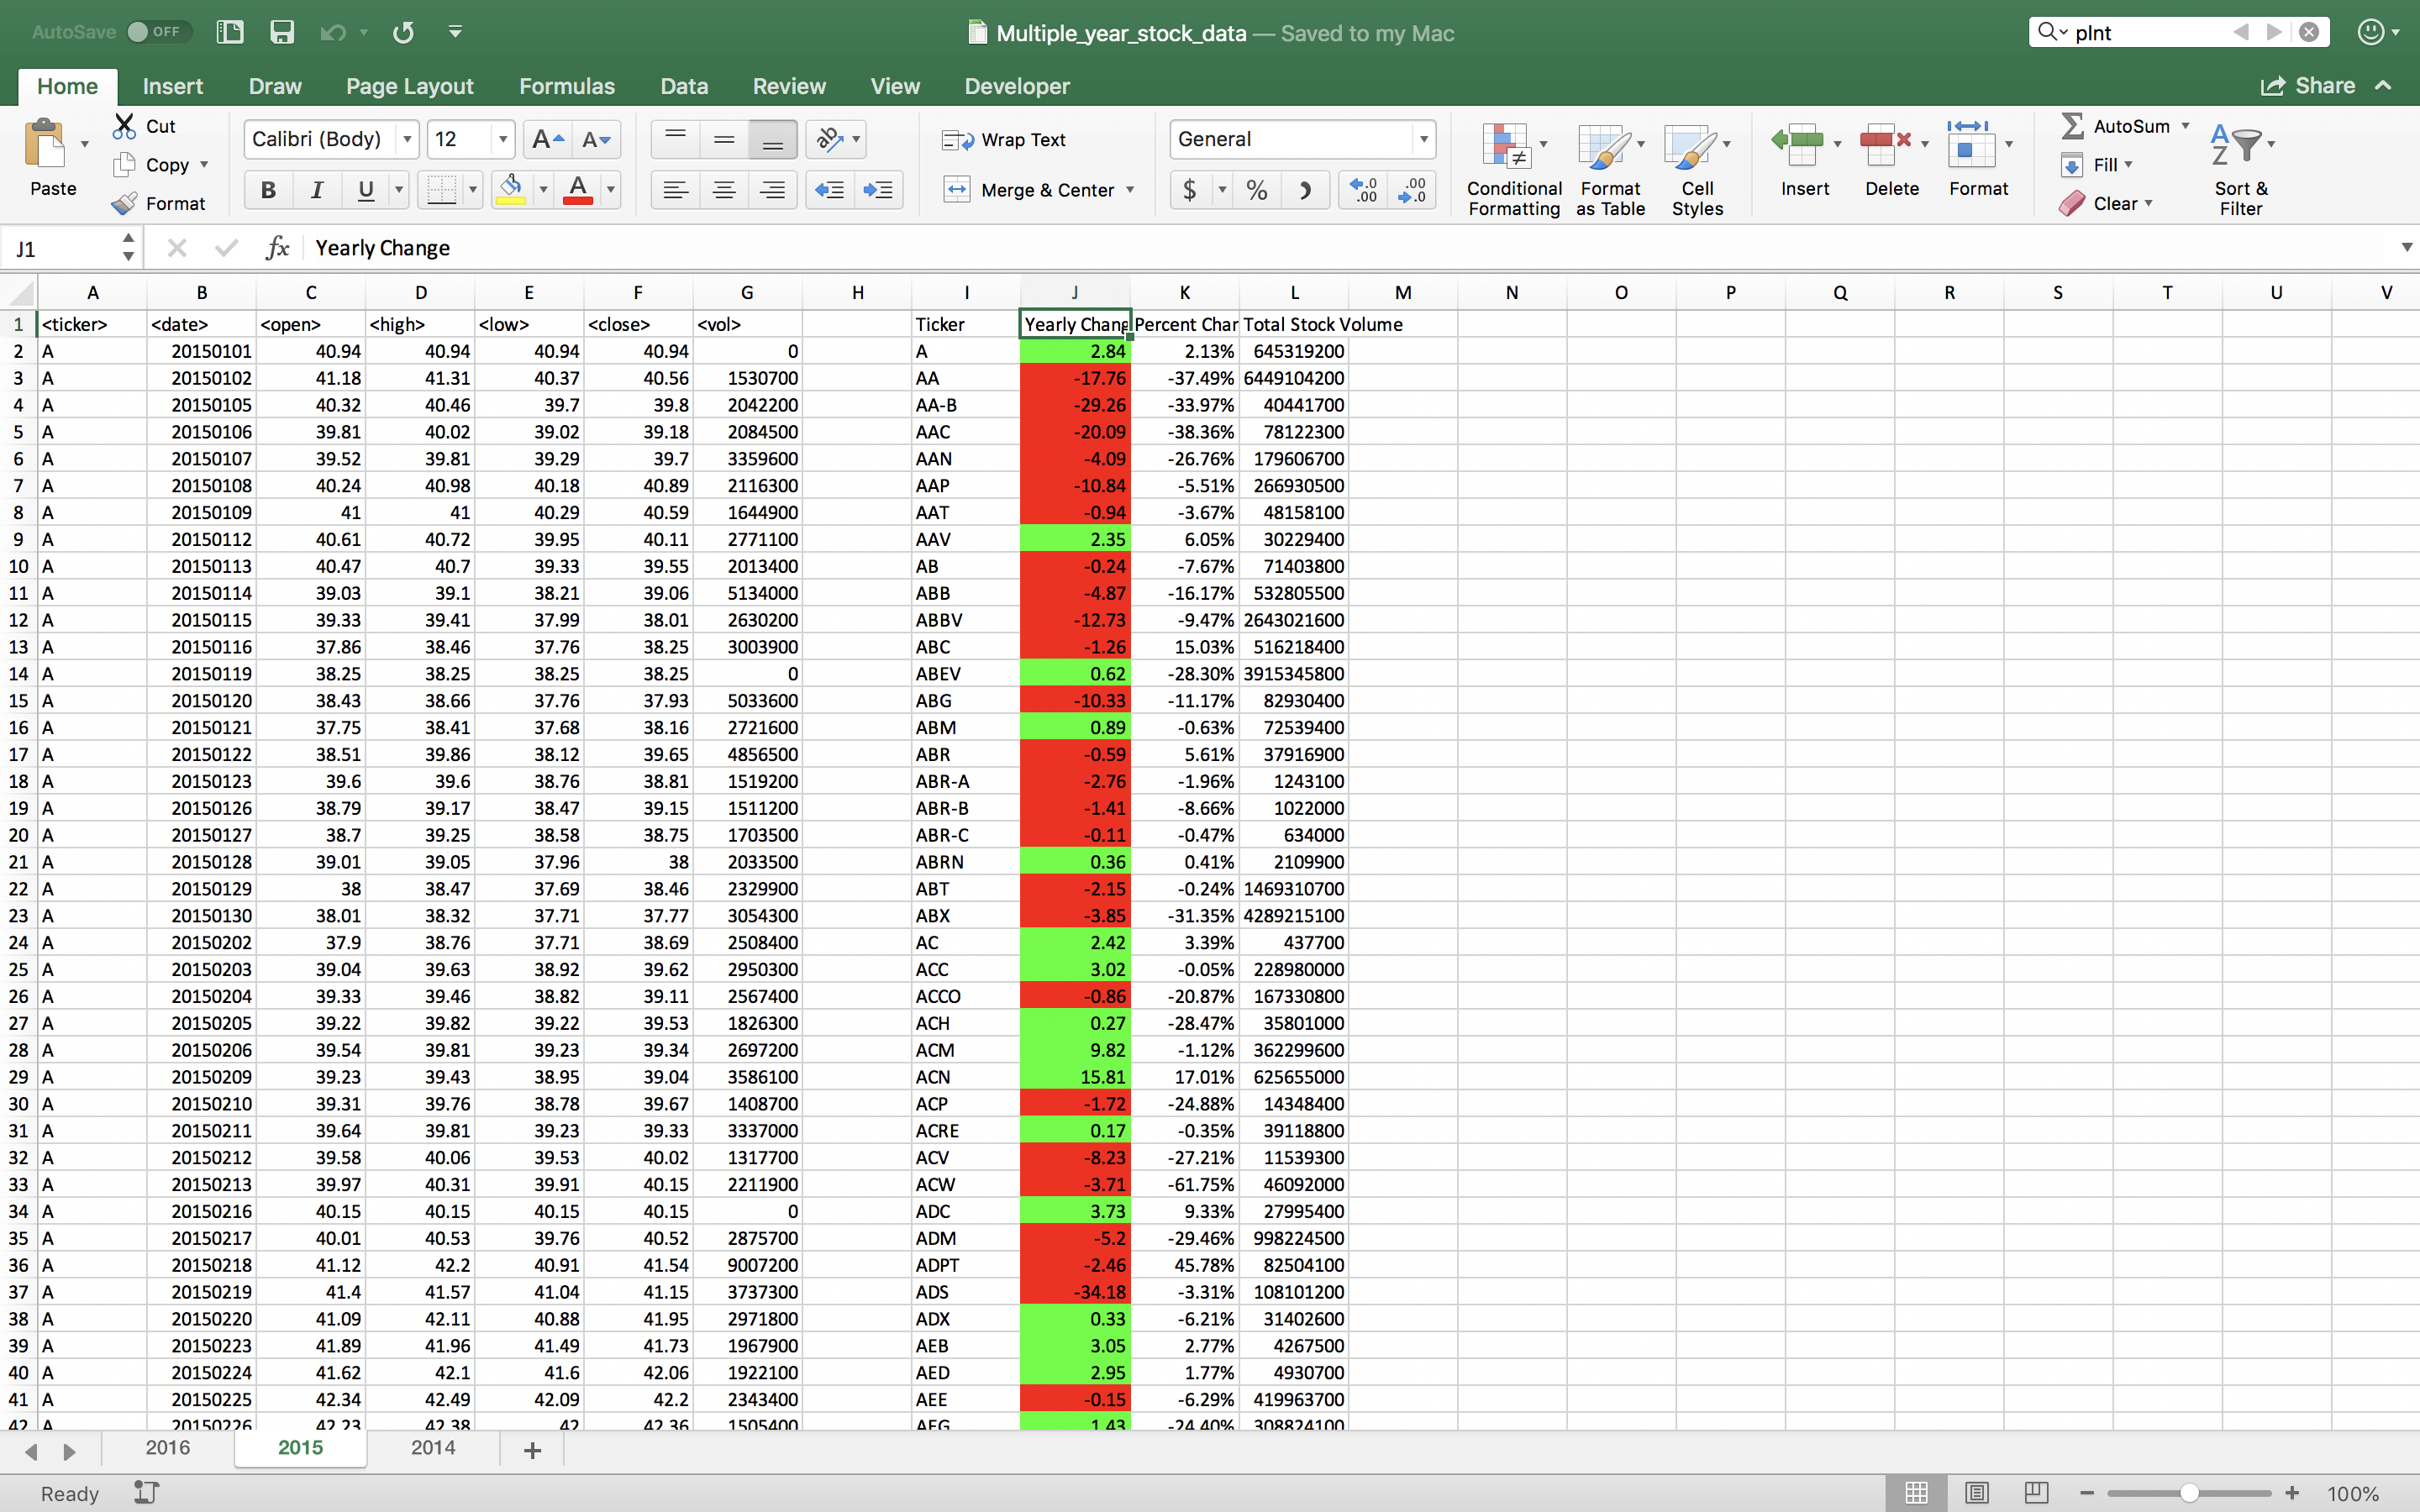 AutoSave OFF Multiple_year_stock_data — Saved to my Mac plnt
Home Insert Draw Page Layout Formulas Data Review View Developer Share
Paste Cut Copy Format
Calibri (Body) 12 A A
B I U A
Wrap Text
Merge & Center
General
$ % )
Conditional Formatting Format as Table Cell Styles
Insert Delete Format
AutoSum Fill Clear
Sort & Filter
J1 fx Yearly Change
A B C D E F G H I J K L M N O P Q R S T U V
1 <ticker> <date> <open> <high> <low> <close> <vol> Ticker Yearly Chang Percent Char Total Stock Volume
2 A 20150101 40.94 40.94 40.94 40.94 0 A 2.84 2.13% 645319200
3 A 20150102 41.18 41.31 40.37 40.56 1530700 AA -17.76 -37.49% 6449104200
4 A 20150105 40.32 40.46 39.7 39.8 2042200 AA-B -29.26 -33.97% 40441700
5 A 20150106 39.81 40.02 39.02 39.18 2084500 AAC -20.09 -38.36% 78122300
6 A 20150107 39.52 39.81 39.29 39.7 3359600 AAN -4.09 -26.76% 179606700
7 A 20150108 40.24 40.98 40.18 40.89 2116300 AAP -10.84 -5.51% 266930500
8 A 20150109 41 41 40.29 40.59 1644900 AAT -0.94 -3.67% 48158100
9 A 20150112 40.61 40.72 39.95 40.11 2771100 AAV 2.35 6.05% 30229400
10 A 20150113 40.47 40.7 39.33 39.55 2013400 AB -0.24 -7.67% 71403800
11 A 20150114 39.03 39.1 38.21 39.06 5134000 ABB -4.87 -16.17% 532805500
12 A 20150115 39.33 39.41 37.99 38.01 2630200 ABBV -12.73 -9.47% 2643021600
13 A 20150116 37.86 38.46 37.76 38.25 3003900 ABC -1.26 15.03% 516218400
14 A 20150119 38.25 38.25 38.25 38.25 0 ABEV 0.62 -28.30% 3915345800
15 A 20150120 38.43 38.66 37.76 37.93 5033600 ABG -10.33 -11.17% 82930400
16 A 20150121 37.75 38.41 37.68 38.16 2721600 ABM 0.89 -0.63% 72539400
17 A 20150122 38.51 39.86 38.12 39.65 4856500 ABR -0.59 5.61% 37916900
18 A 20150123 39.6 39.6 38.76 38.81 1519200 ABR-A -2.76 -1.96% 1243100
19 A 20150126 38.79 39.17 38.47 39.15 1511200 ABR-B -1.41 -8.66% 1022000
20 A 20150127 38.7 39.25 38.58 38.75 1703500 ABR-C -0.11 -0.47% 634000
21 A 20150128 39.01 39.05 37.96 38 2033500 ABRN 0.36 0.41% 2109900
22 A 20150129 38 38.47 37.69 38.46 2329900 ABT -2.15 -0.24% 1469310700
23 A 20150130 38.01 38.32 37.71 37.77 3054300 ABX -3.85 -31.35% 4289215100
24 A 20150202 37.9 38.76 37.71 38.69 2508400 AC 2.42 3.39% 437700
25 A 20150203 39.04 39.63 38.92 39.62 2950300 ACC 3.02 -0.05% 228980000
26 A 20150204 39.33 39.46 38.82 39.11 2567400 ACCO -0.86 -20.87% 167330800
27 A 20150205 39.22 39.82 39.22 39.53 1826300 ACH 0.27 -28.47% 35801000
28 A 20150206 39.54 39.81 39.23 39.34 2697200 ACM 9.82 -1.12% 362299600
29 A 20150209 39.23 39.43 38.95 39.04 3586100 ACN 15.81 17.01% 625655000
30 A 20150210 39.31 39.76 38.78 39.67 1408700 ACP -1.72 -24.88% 14348400
31 A 20150211 39.64 39.81 39.23 39.33 3337000 ACRE 0.17 -0.35% 39118800
32 A 20150212 39.58 40.06 39.53 40.02 1317700 ACV -8.23 -27.21% 11539300
33 A 20150213 39.97 40.31 39.91 40.15 2211900 ACW -3.71 -61.75% 46092000
34 A 20150216 40.15 40.15 40.15 40.15 0 ADC 3.73 9.33% 27995400
35 A 20150217 40.01 40.53 39.76 40.52 2875700 ADM -5.2 -29.46% 998224500
36 A 20150218 41.12 42.2 40.91 41.54 9007200 ADPT -2.46 45.78% 82504100
37 A 20150219 41.4 41.57 41.04 41.15 3737300 ADS -34.18 -3.31% 108101200
38 A 20150220 41.09 42.11 40.88 41.95 2971800 ADX 0.33 -6.21% 31402600
39 A 20150223 41.89 41.96 41.49 41.73 1967900 AEB 3.05 2.77% 4267500
40 A 20150224 41.62 42.1 41.6 42.06 1922100 AED 2.95 1.77% 4930700
41 A 20150225 42.34 42.49 42.09 42.2 2343400 AEE -0.15 -6.29% 419963700
42 A 20150226 42.23 42.38 42 42.36 1505400 AEG 1.43 -24.40% 308824100
2016 2015 2014 +
Ready 100%